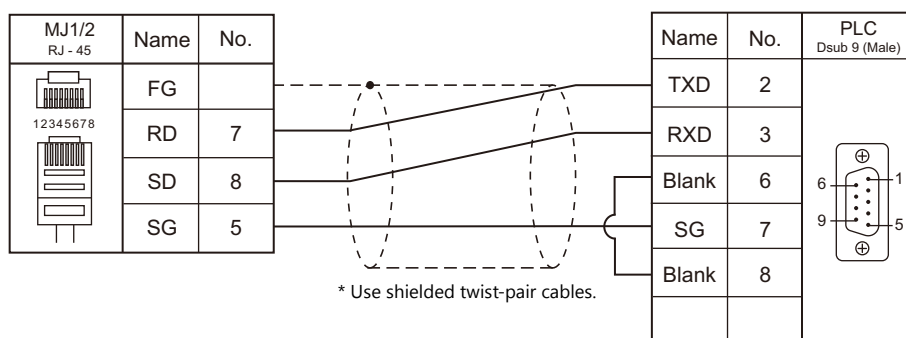 MJ1/2
RJ - 45
Name No.
12345678
FG
RD 7
SD 8
SG 5
* Use shielded twist-pair cables.
Name No.
PLC
Dsub 9 (Male)
TXD 2
RXD 3
Blank 6
SG 7
Blank 8
6 1
9 5